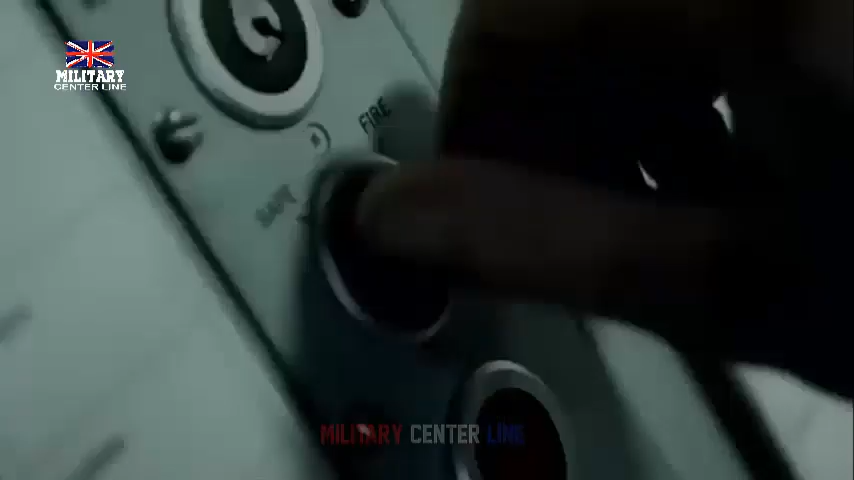 MILITARY
CENTER LINE
FIRE
SAFE
MILITARY CENTER LINE